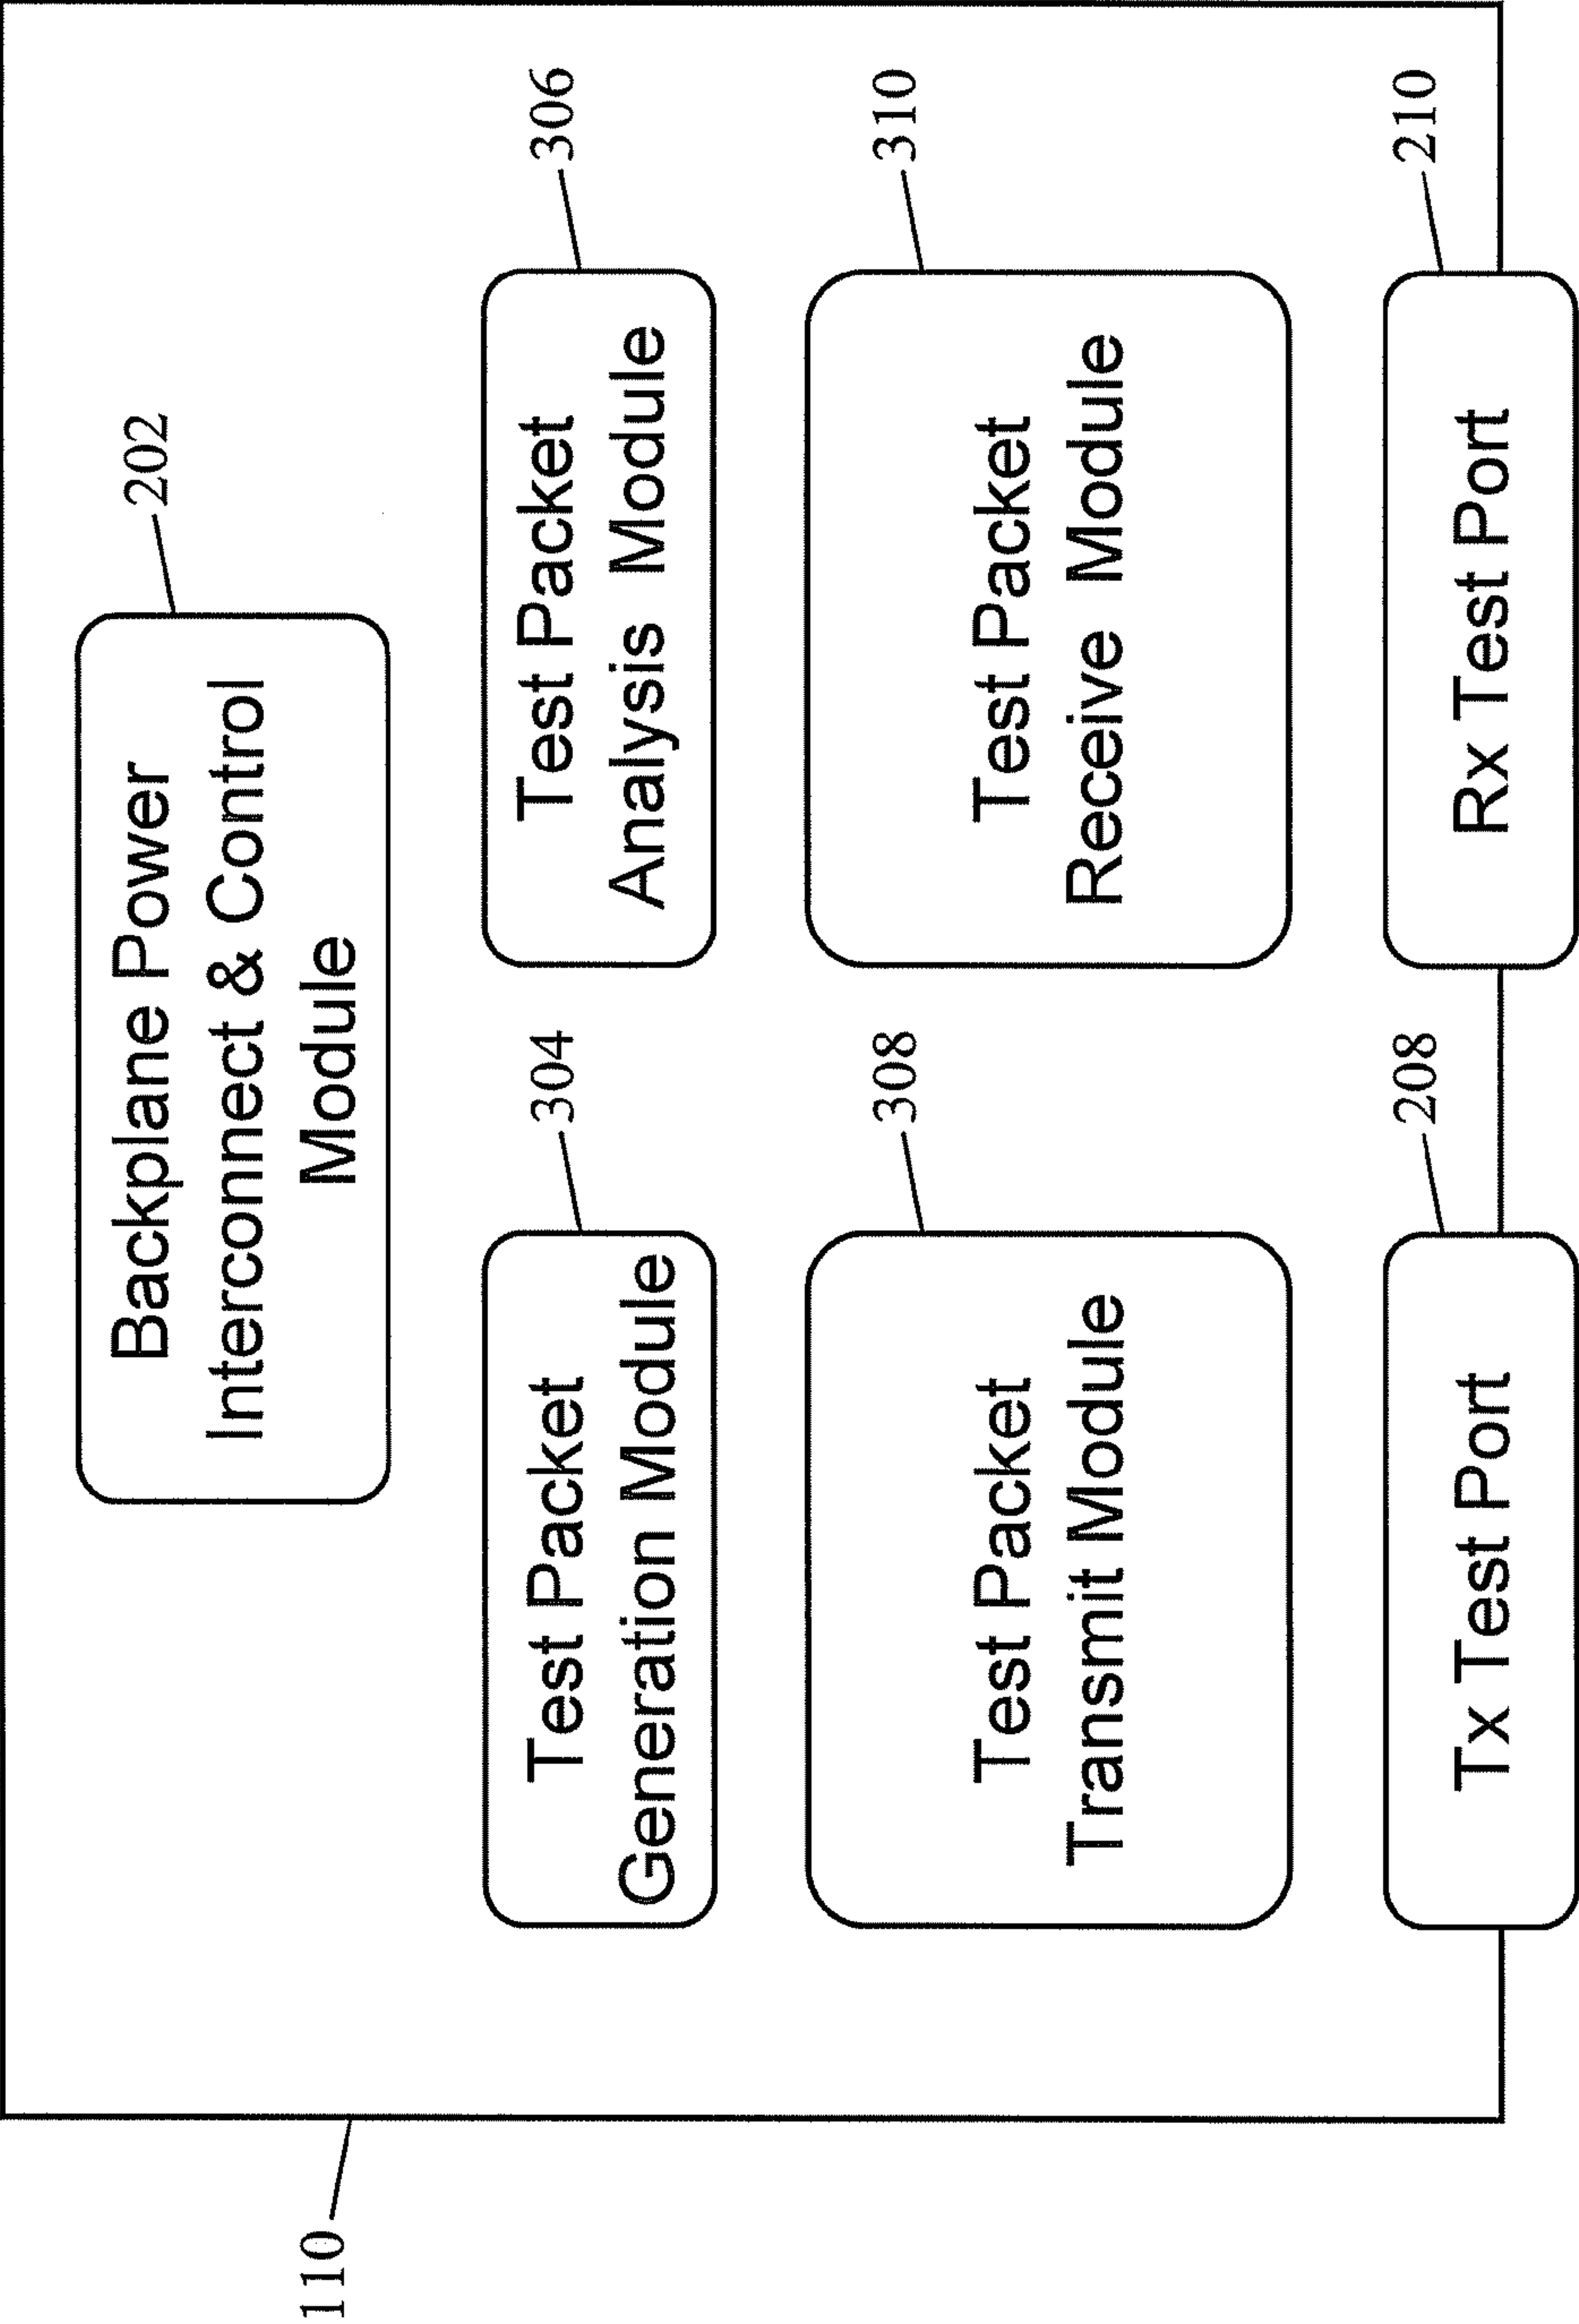 110
202
Backplane Power
Interconnect & Control
Module
304
Test Packet
Generation Module
306
Test Packet
Analysis Module
308
Test Packet
Transmit Module
310
Test Packet
Receive Module
208
Tx Test Port
210
Rx Test Port